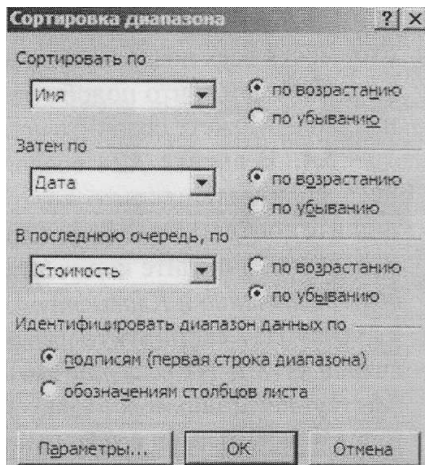 Сортировка диапазона ? ×
Сортировать по
Имя по возрастанию
по убыванию
Затем по
Дата по возрастанию
по убыванию
В последнюю очередь, по
Стоимость по возрастанию
по убыванию
Идентифицировать диапазон данных по
подписям (первая строка диапазона)
обозначениям столбцов листа
Параметры... ОК Отмена